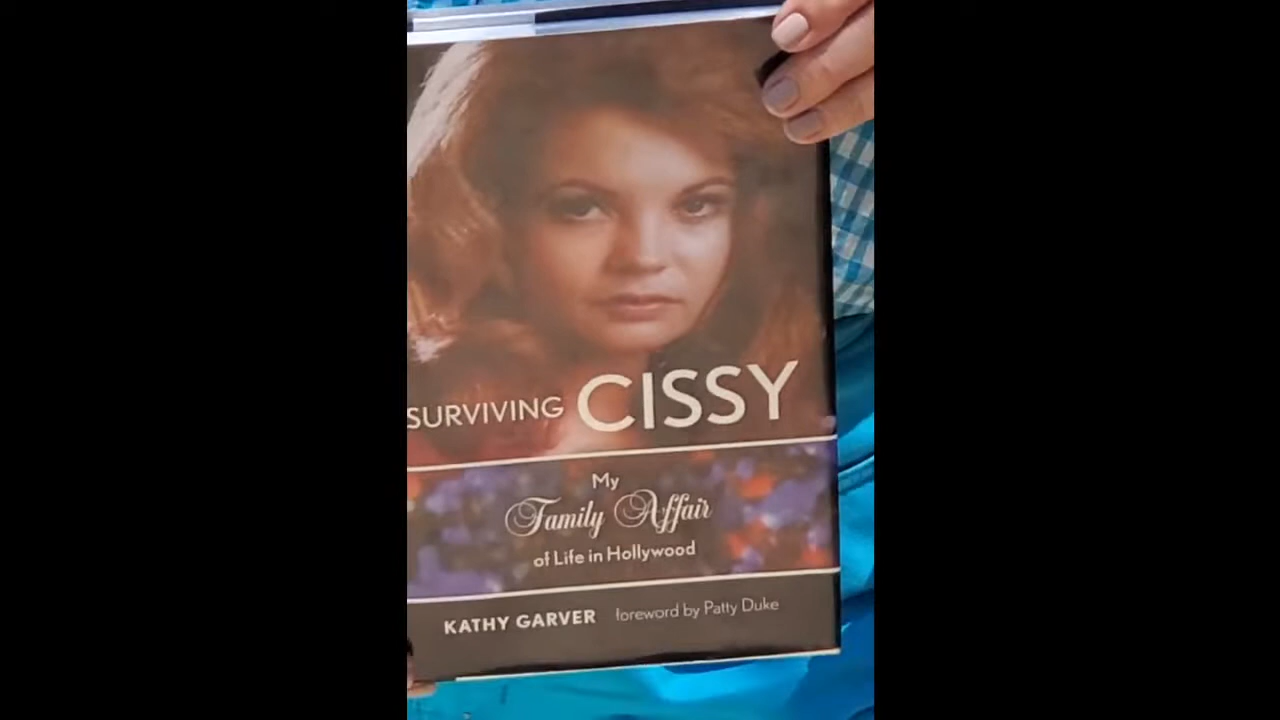 SURVIVING CISSY
My
Family Affair
of Life in Hollywood
KATHY GARVER foreword by Patty Duke